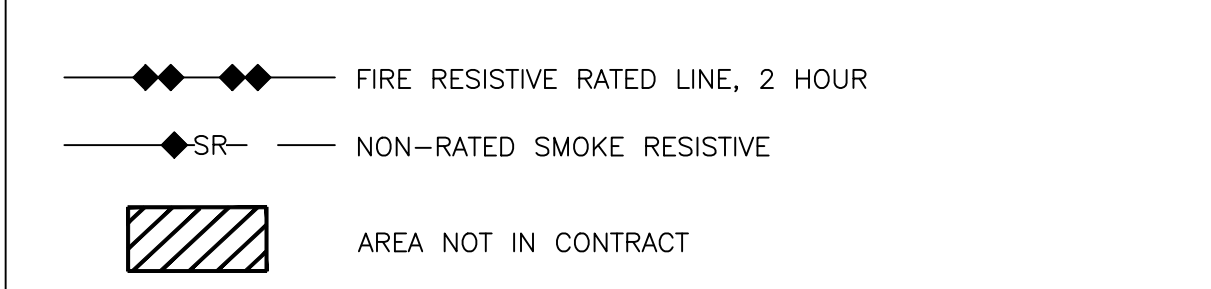 FIRE RESISTIVE RATED LINE, 2 HOUR
SR
NON-RATED SMOKE RESISTIVE
AREA NOT IN CONTRACT